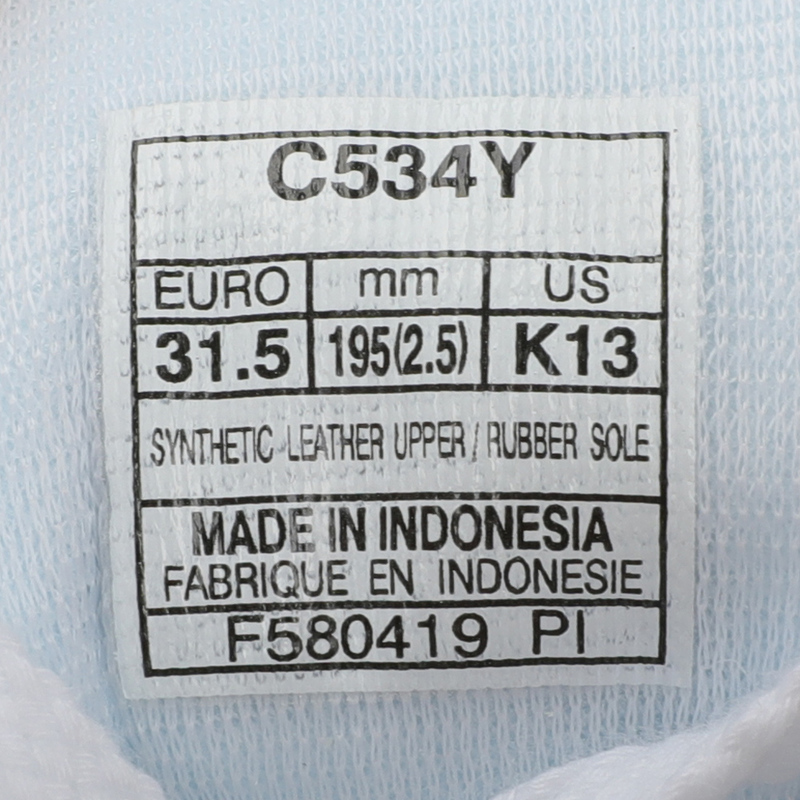 C534Y
EURO mm US
31.5 195(2.5) K13
SYNTHETIC LEATHER UPPER / RUBBER SOLE
MADE IN INDONESIA
FABRIQUE EN INDONESIE
F580419 PI